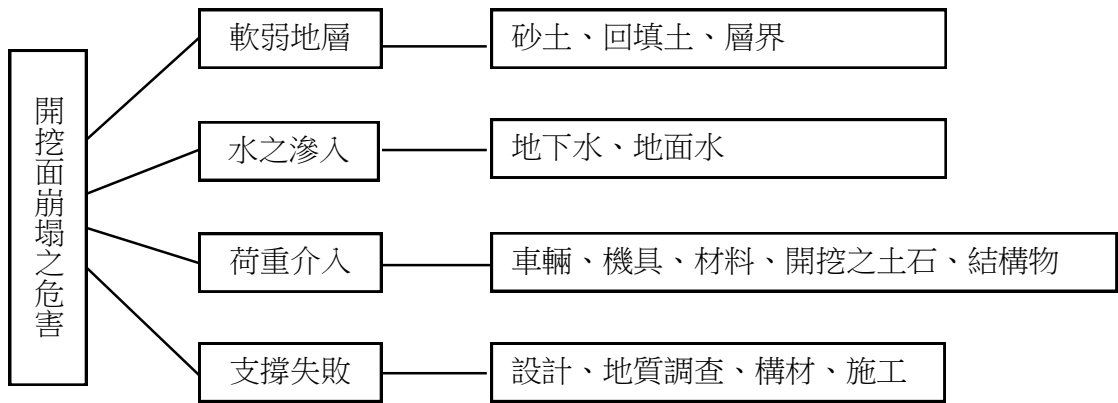 開挖面崩塌之危害
軟弱地層
砂土、回填土、層界
水之滲入
地下水、地面水
荷重介入
車輛、機具、材料、開挖之土石、結構物
支撐失敗
設計、地質調查、構材、施工